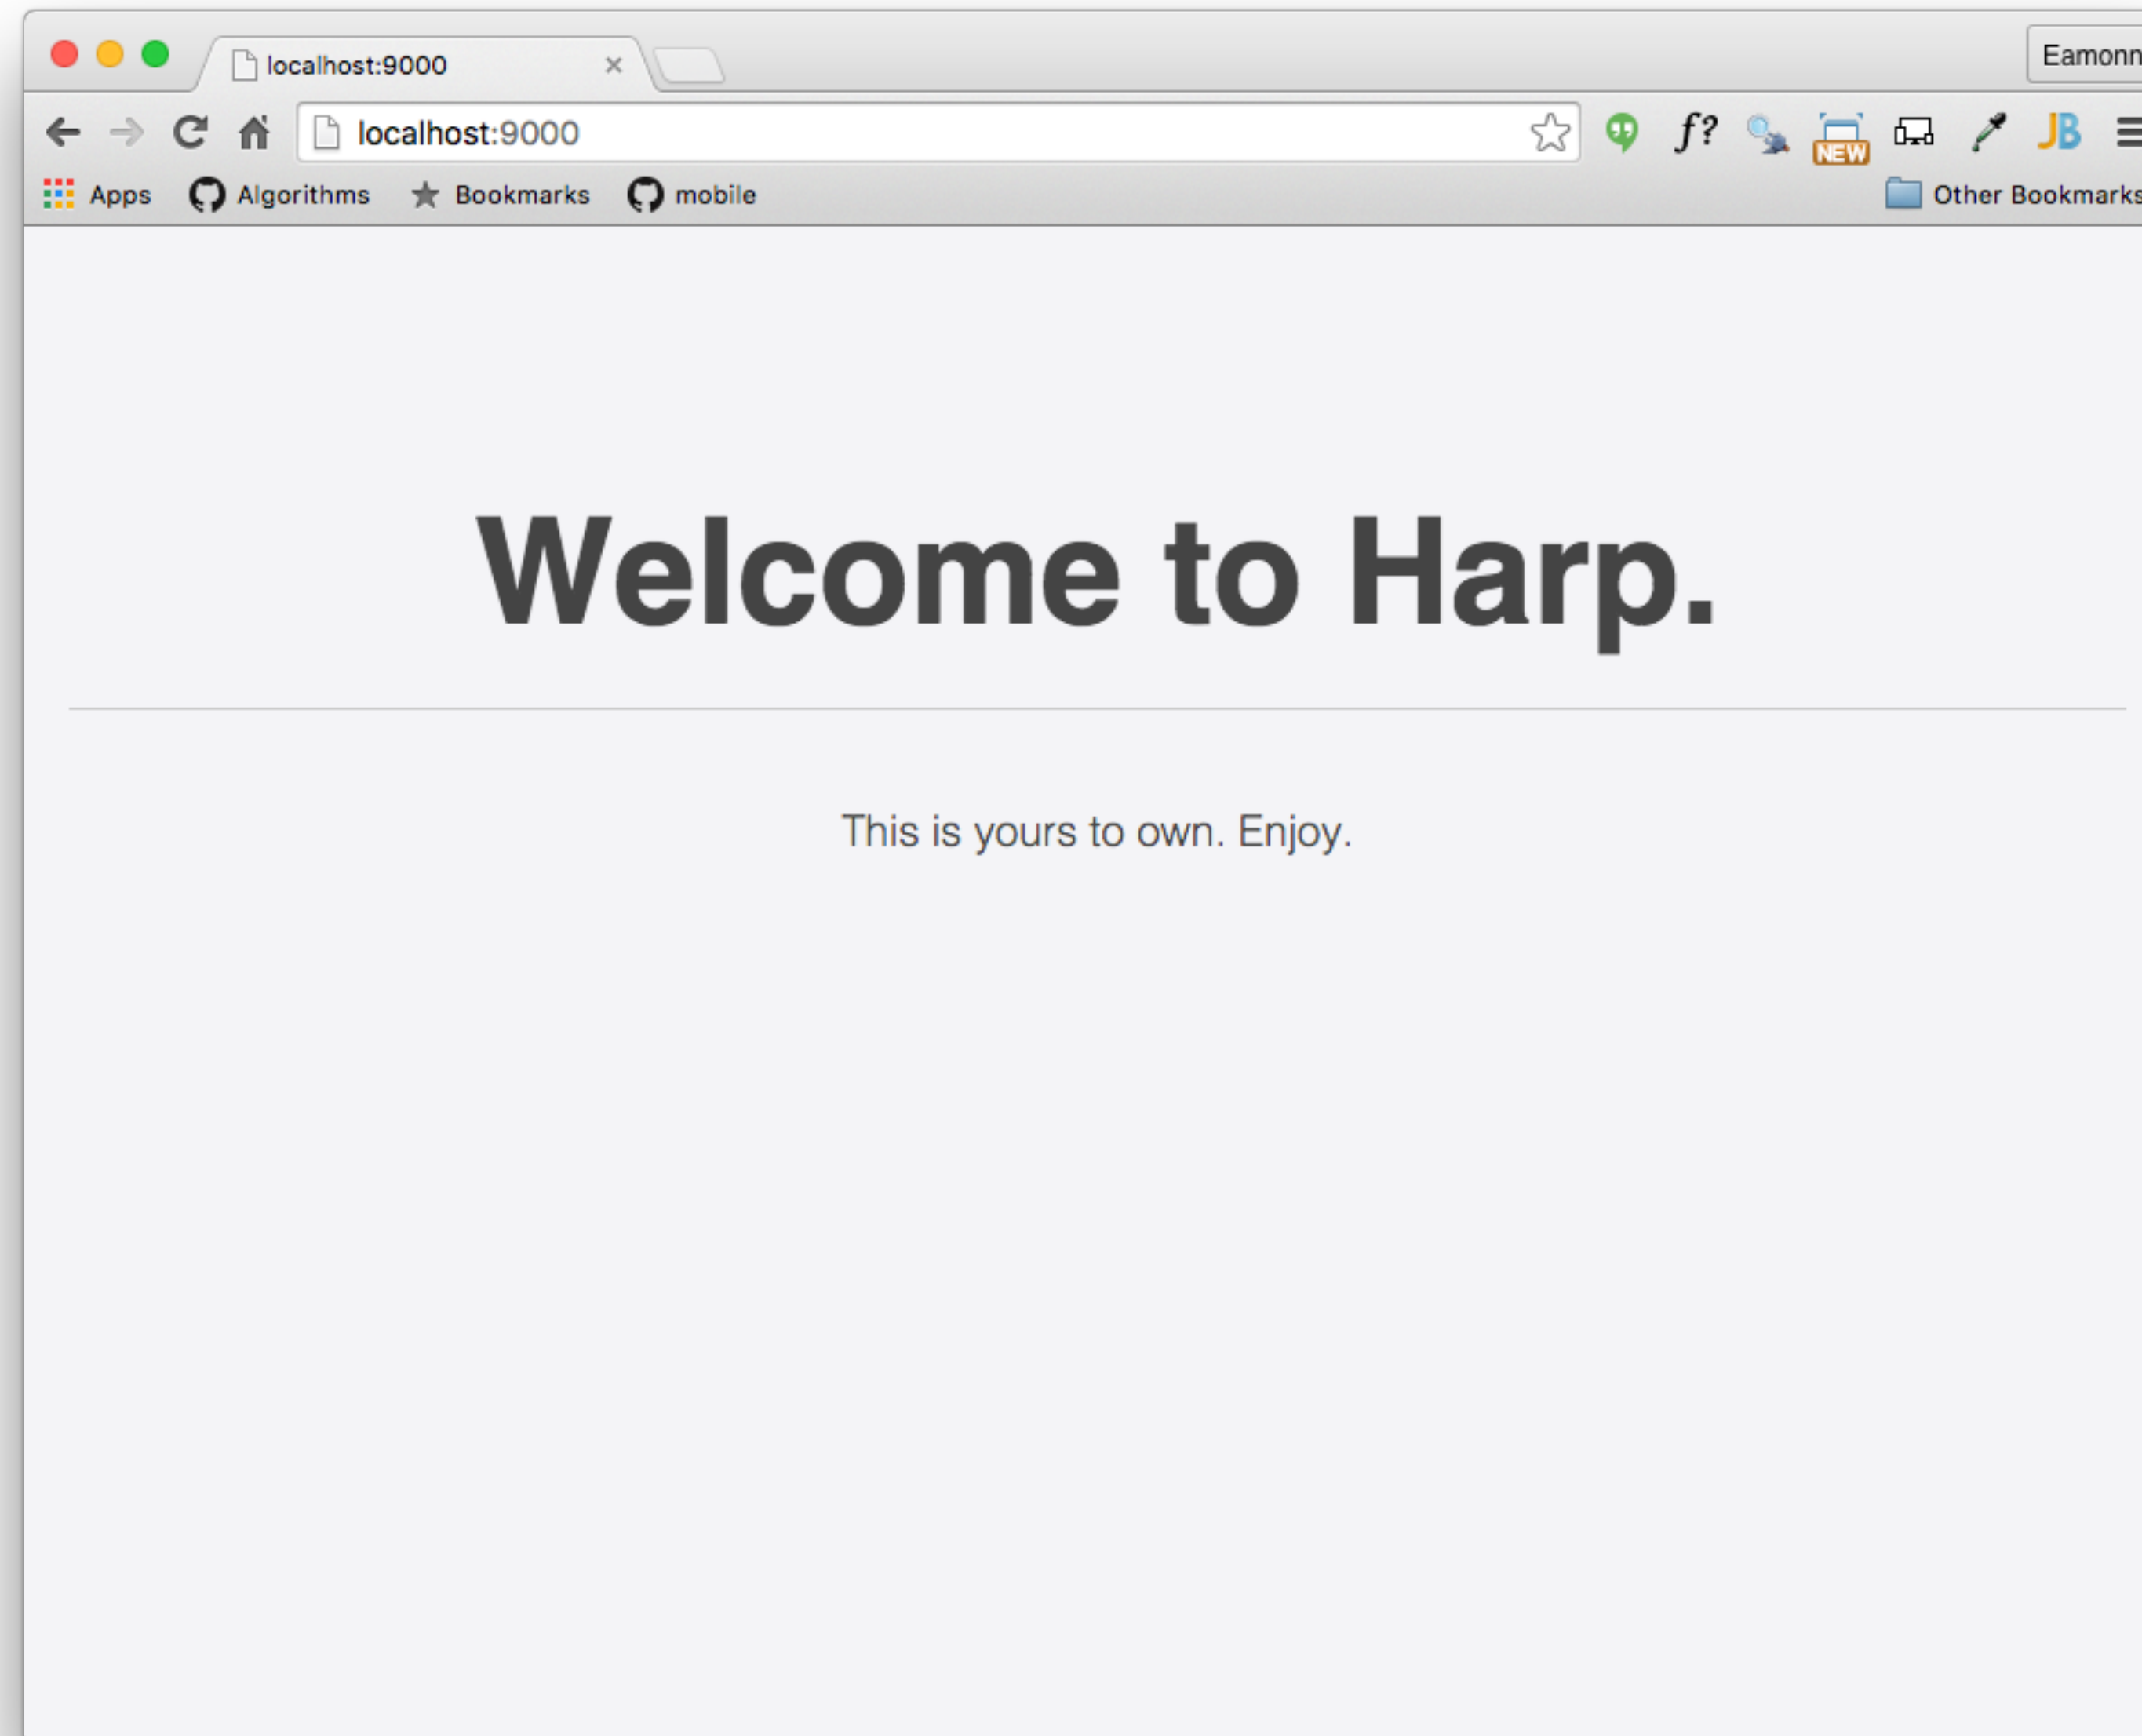 localhost:9000
Eamonn
localhost:9000
f?
NEW
JB
Apps Algorithms Bookmarks mobile Other Bookmarks
Welcome to Harp.
This is yours to own. Enjoy.